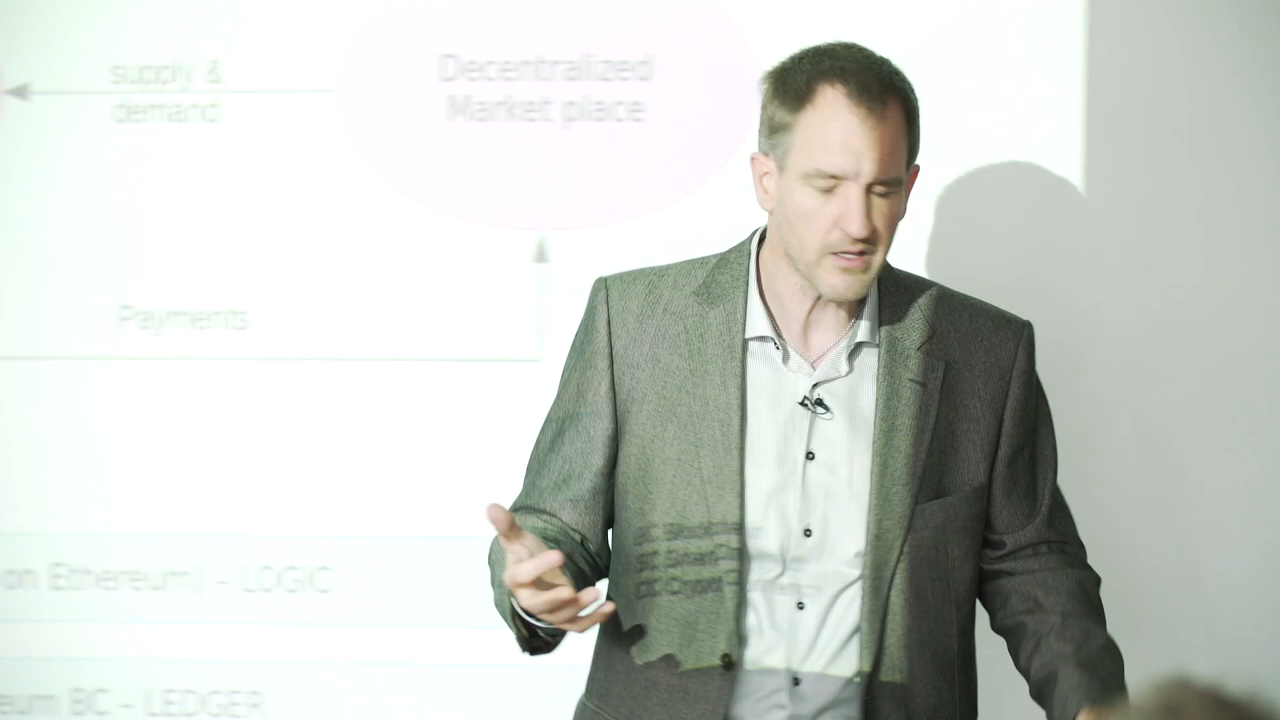 supply &
demand
Decentralized
Market place
Payments
on Ethereum) - LOGIC
eum BC - LEDGER